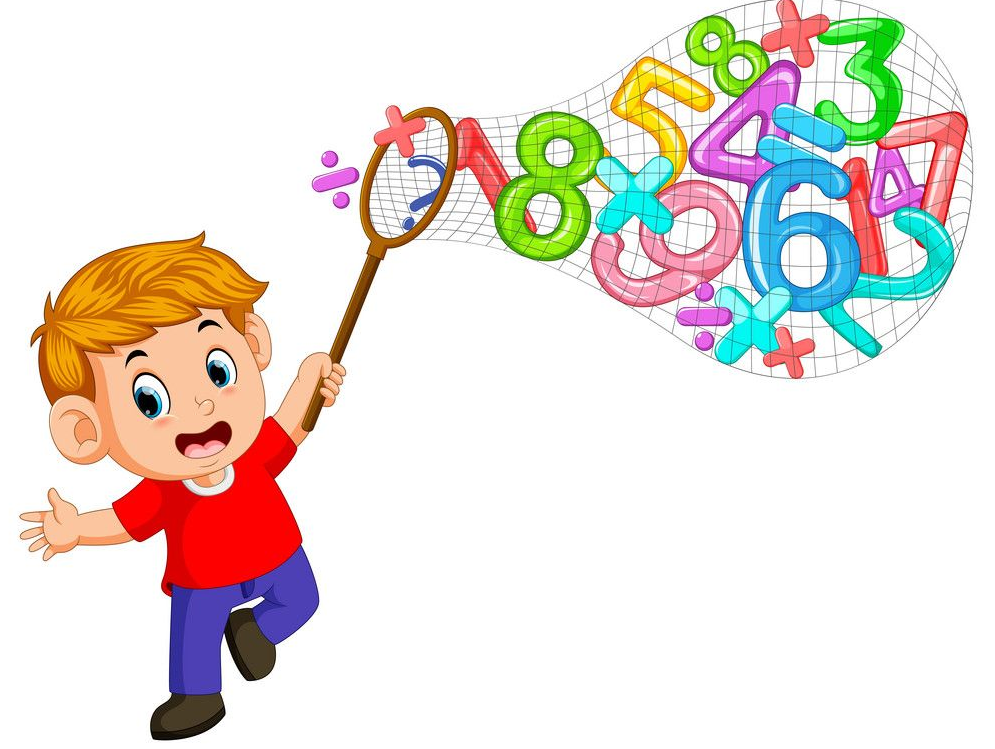 8 + 3
5 4 =
+ 1 8 × 7
÷ ? 9 6 1 4
÷ × +